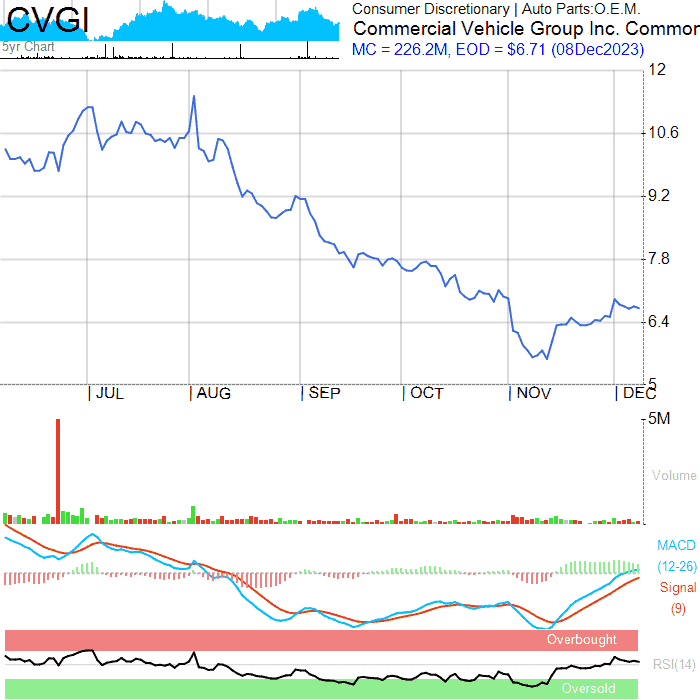 CVGI
5yr Chart
Consumer Discretionary | Auto Parts:O.E.M.
Commercial Vehicle Group Inc. Common
MC = 226.2M, EOD = $6.71 (08Dec2023)
12
10.6
9.2
7.8
6.4
5
JUL
AUG
SEP
OCT
NOV
DEC
5M
Volume
MACD
(12-26)
Signal
(9)
Overbought
RSI(14)
Oversold